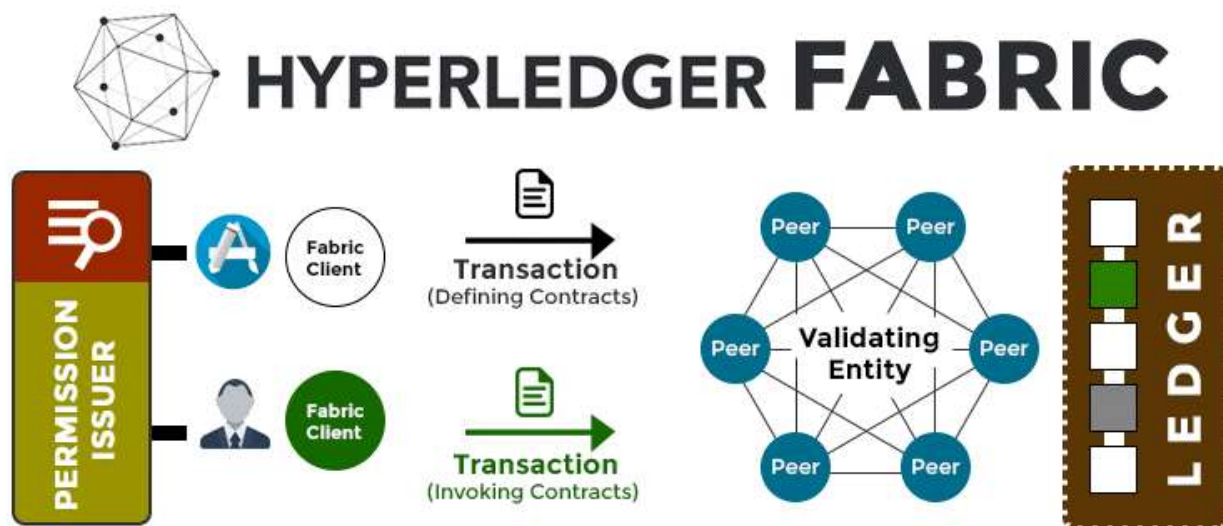 HYPERLEDGER FABRIC
PERMISSION
ISSUER
Fabric
Client
Transaction
(Defining Contracts)
Fabric
Client
Transaction
(Invoking Contracts)
Peer
Peer
Peer
Validating
Entity
Peer
Peer
Peer
LEDGER